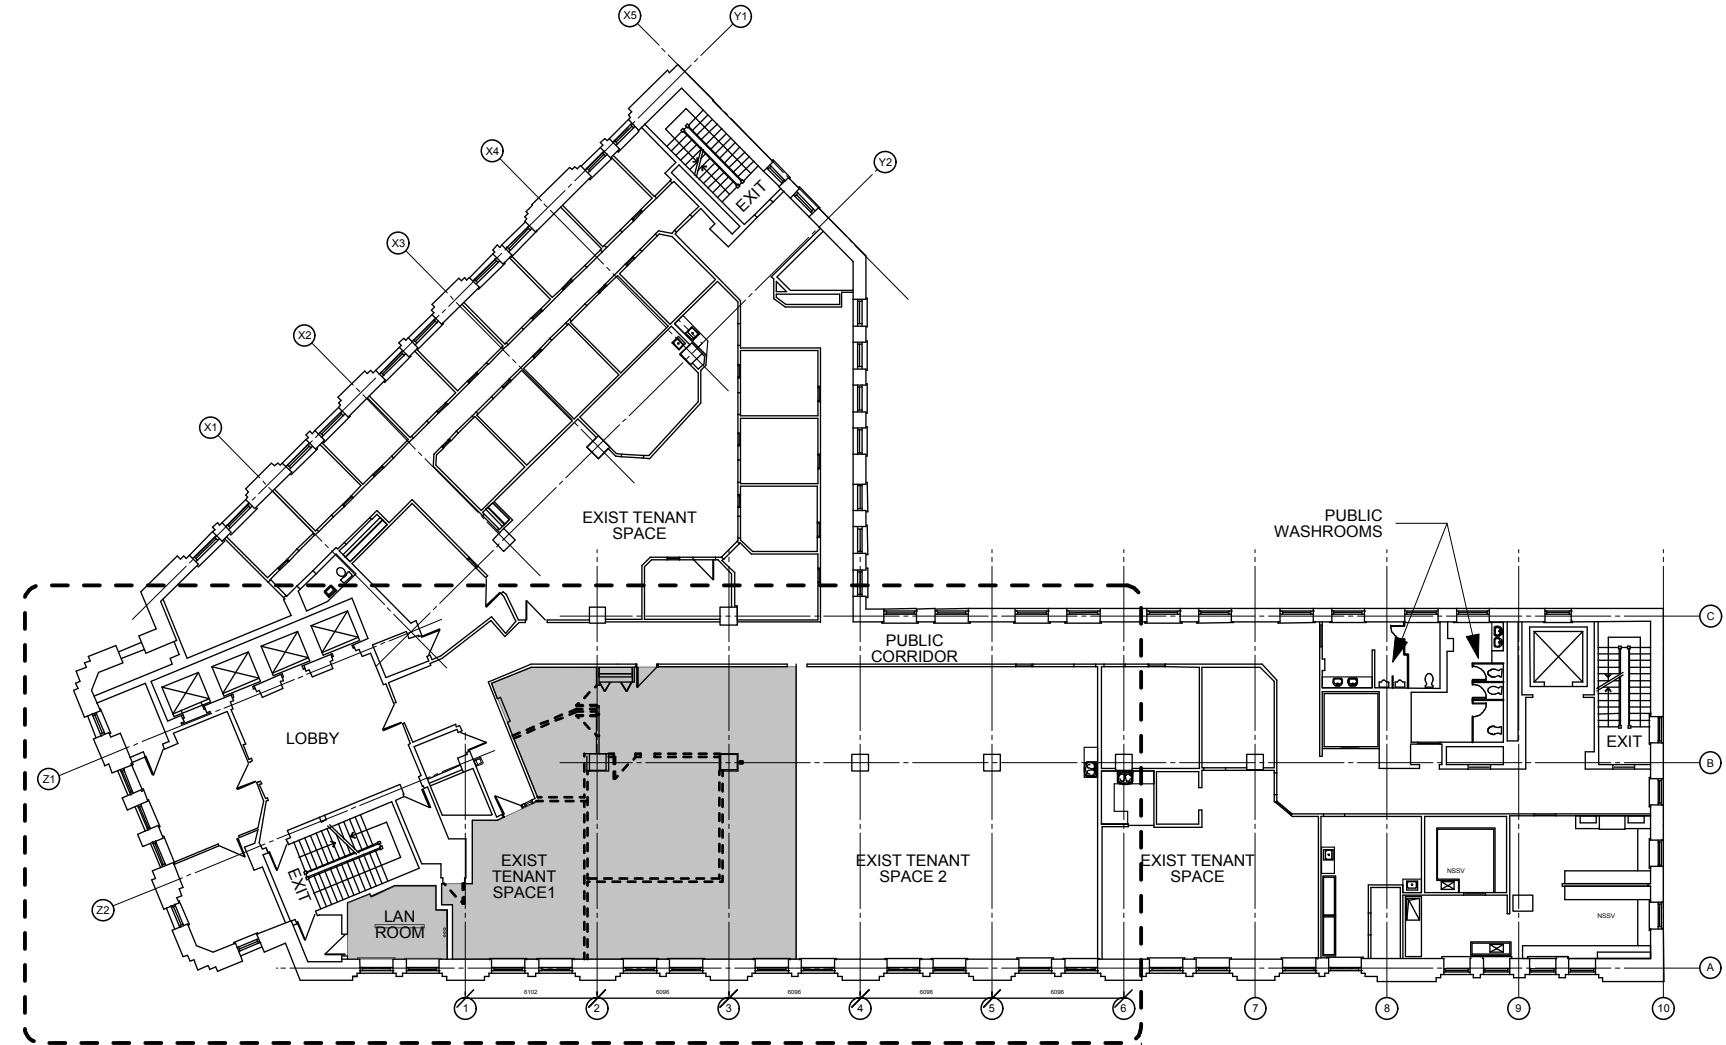 X5
Y1
X4
Y2
EXIT
X3
X2
X1
EXIST TENANT
SPACE
PUBLIC
WASHROOMS
C
PUBLIC
CORRIDOR
LOBBY
EXIT
Z1
B
EXIST
TENANT
SPACE1
EXIST TENANT
SPACE 2
EXIST TENANT
SPACE
NSSV
EXIT
Z2
LAN
ROOM
888
NSSV
A
6102
6096
6096
6096
6096
1
2
3
4
5
6
7
8
9
10